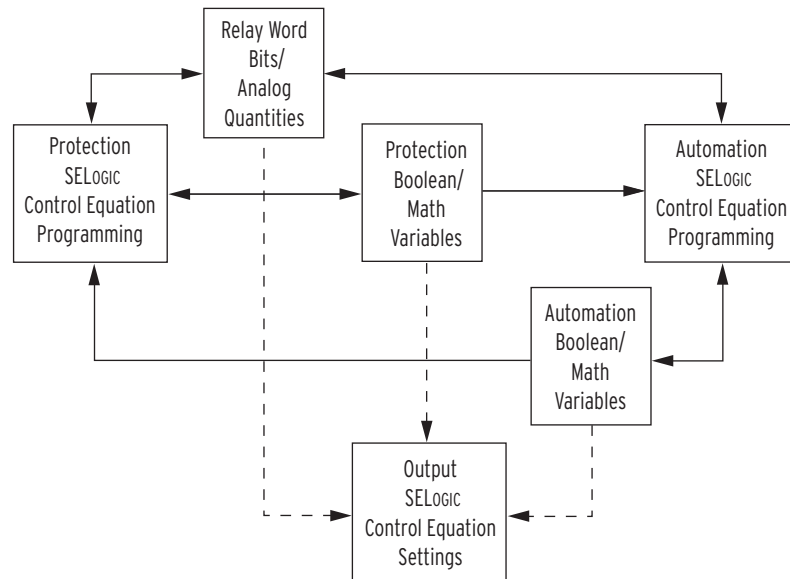 Relay Word
Bits/
Analog
Quantities
Protection
SELOGIC
Control Equation
Programming
Protection
Boolean/
Math
Variables
Automation
SELOGIC
Control Equation
Programming
Automation
Boolean/
Math
Variables
Output
SELOGIC
Control Equation
Settings